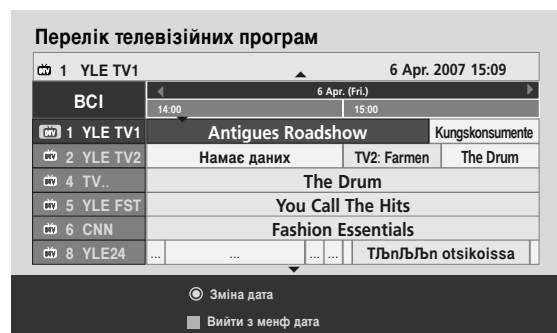 Перелік телевізійних програм
1 YLE TV1 6 Apr. 2007 15:09
ВСІ
6 Apr. (Fri.)
14:00 15:00
1 YLE TV1 Antigues Roadshow Kungskonsumente
2 YLE TV2 Намає даних TV2: Farmen The Drum
4 TV.. The Drum
5 YLE FST You Call The Hits
6 CNN Fashion Essentials
8 YLE24 ... ... ... ... TЉnЉЉn otsikoissa
Зміна дата
Вийти з менф дата